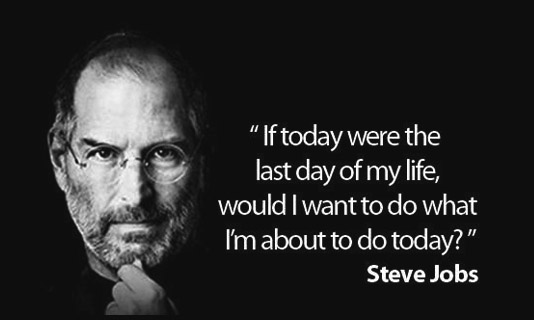 “ If today were the
last day of my life,
would I want to do what
I’m about to do today? ”
Steve Jobs